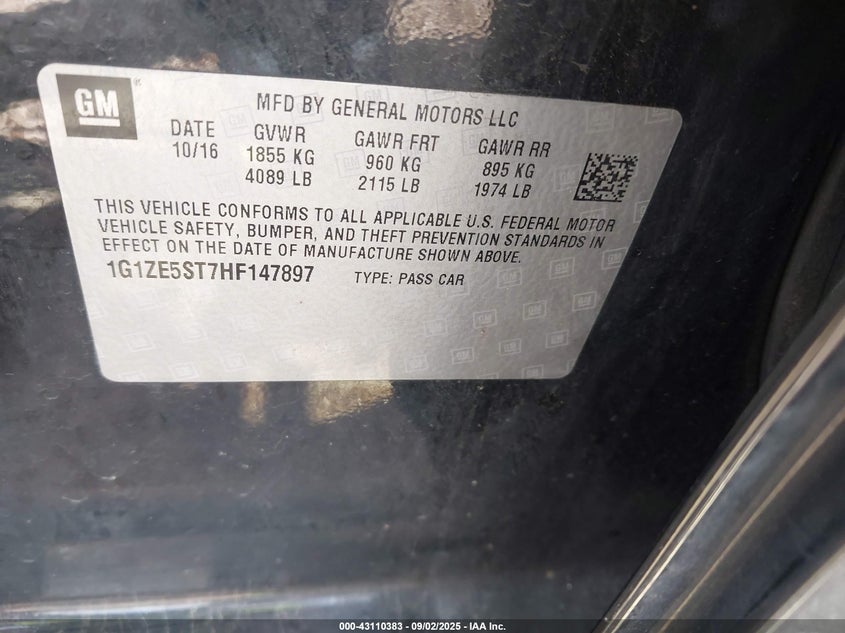 GM
MFD BY GENERAL MOTORS LLC
DATE GVWR GAWR FRT GAWR RR
10/16 1855 KG 960 KG 895 KG
4089 LB 2115 LB 1974 LB
THIS VEHICLE CONFORMS TO ALL APPLICABLE U.S. FEDERAL MOTOR
VEHICLE SAFETY, BUMPER, AND THEFT PREVENTION STANDARDS IN
EFFECT ON THE DATE OF MANUFACTURE SHOWN ABOVE.
1G1ZE5ST7HF147897 TYPE: PASS CAR
000-43110383 - 09/02/2025 - IAA Inc.